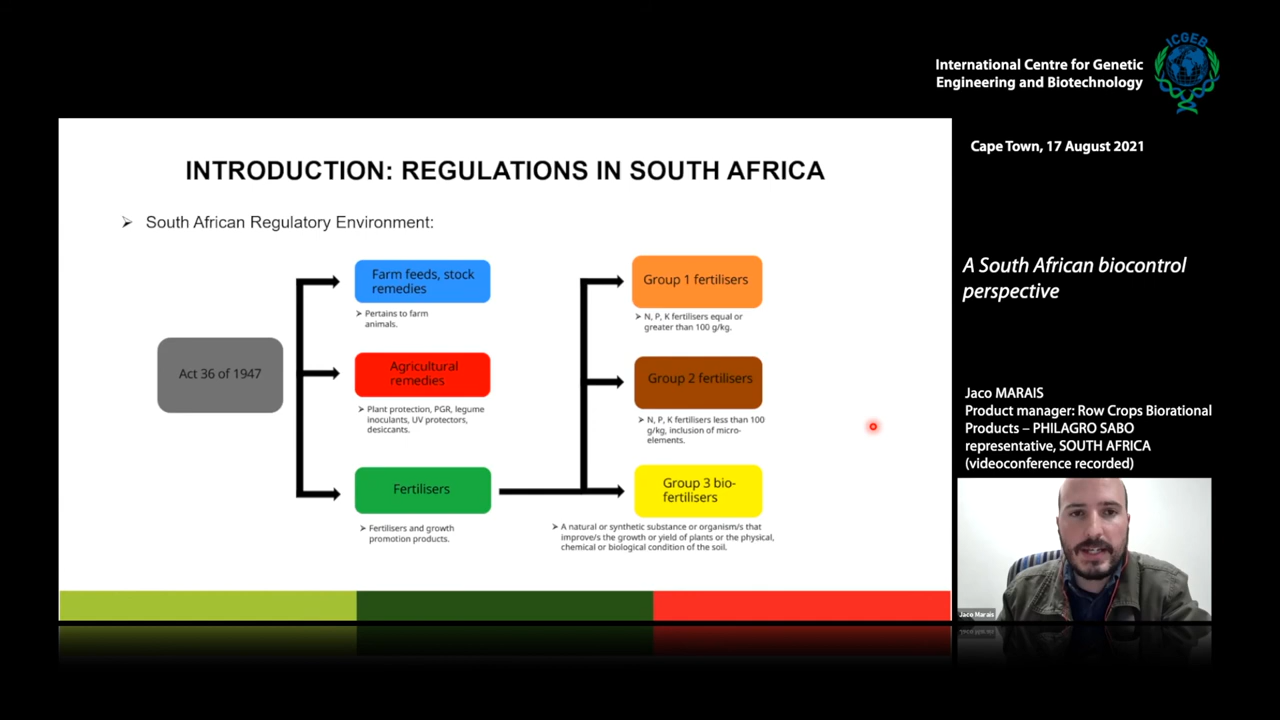 ICGEB
International Centre for Genetic
Engineering and Biotechnology
Cape Town, 17 August 2021
INTRODUCTION: REGULATIONS IN SOUTH AFRICA
➢ South African Regulatory Environment:
Act 36 of 1947
Farm feeds, stock
remedies
➢ Pertains to farm
animals.
Agricultural
remedies
➢ Plant protection, PGR, legume
inoculants, UV protectors,
desiccants.
Fertilisers
➢ Fertilisers and growth
promotion products.
Group 1 fertilisers
➢ N, P, K fertilisers equal or
greater than 100 g/kg.
Group 2 fertilisers
➢ N, P, K fertilisers less than 100
g/kg, inclusion of micro-
elements.
Group 3 bio-
fertilisers
➢ A natural or synthetic substance or organism/s that
improve/s the growth or yield of plants or the physical,
chemical or biological condition of the soil.
A South African biocontrol
perspective
Jaco MARAIS
Product manager: Row Crops Biorational
Products – PHILAGRO SABO
representative, SOUTH AFRICA
(videoconference recorded)
Jaco Marais